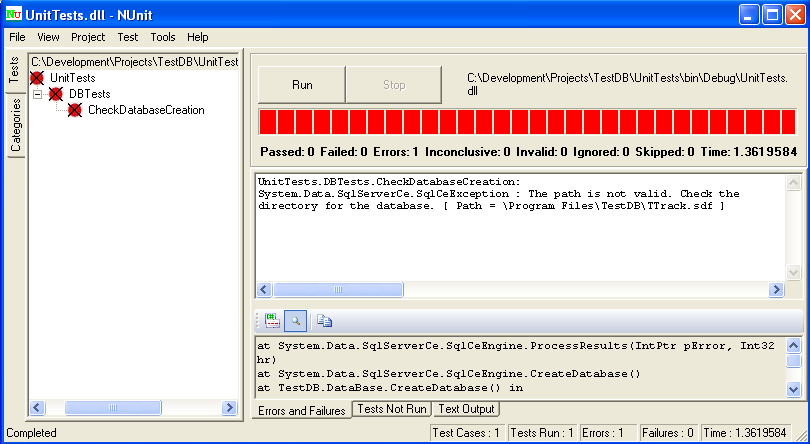 UnitTests.dll - NUnit
File View Project Test Tools Help
Tests
Categories
C:\Development\Projects\TestDB\UnitTest
UnitTests
DBTests
CheckDatabaseCreation
Run
Stop
C:\Development\Projects\TestDB\UnitTests\bin\Debug\UnitTests.
dll
Passed: 0 Failed: 0 Errors: 1 Inconclusive: 0 Invalid: 0 Ignored: 0 Skipped: 0 Time: 1.3619584
UnitTests.DBTests.CheckDatabaseCreation:
System.Data.SqlServerCe.SqlCeException : The path is not valid. Check the
directory for the database. [ Path = \Program Files\TestDB\TTrack.sdf ]
at System.Data.SqlServerCe.SqlCeEngine.ProcessResults(IntPtr pError, Int32
hr)
at System.Data.SqlServerCe.SqlCeEngine.CreateDatabase()
at TestDB.DataBase.CreateDatabase() in
Errors and Failures
Tests Not Run
Text Output
Completed
Test Cases : 1
Tests Run : 1
Errors : 1
Failures : 0
Time : 1.3619584